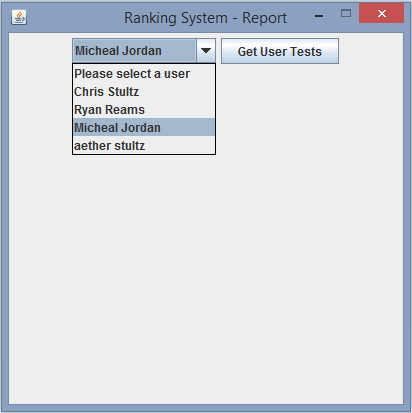 Ranking System - Report
Micheal Jordan
Get User Tests
Please select a user
Chris Stultz
Ryan Reams
Micheal Jordan
aether stultz